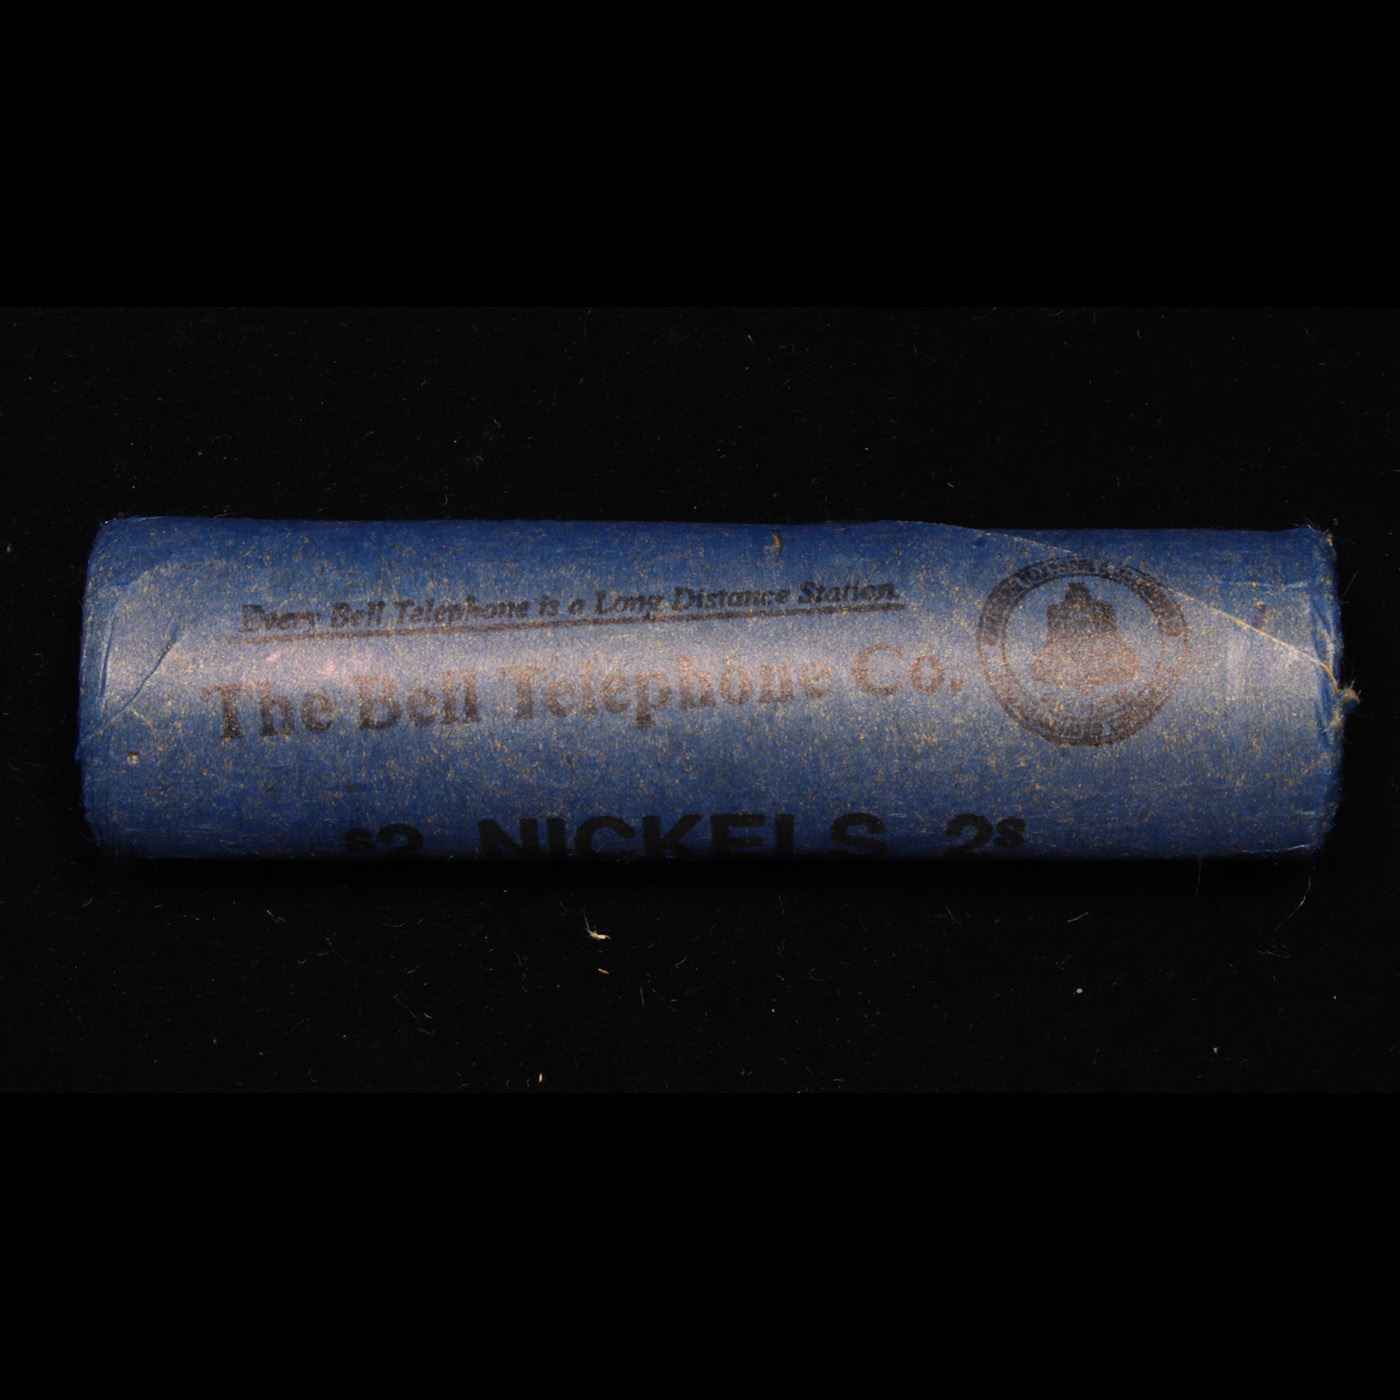 Every Bell Telephone is a Long Distance Station.
The Bell Telephone Co.
$2 NICKELS 2$